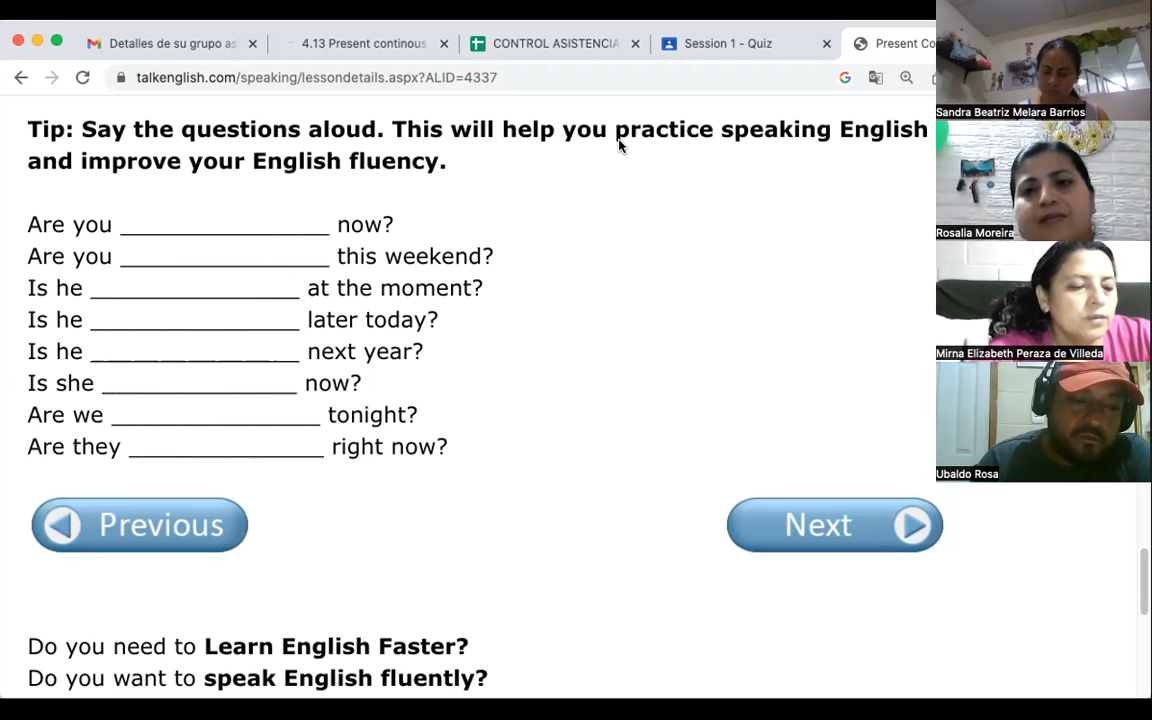 Detalles de su grupo as
4.13 Present continous
CONTROL ASISTENCIA
Session 1 - Quiz
Present Co
talkenglish.com/speaking/lessondetails.aspx?ALID=4337
Tip: Say the questions aloud. This will help you practice speaking English
and improve your English fluency.
Are you ________________ now?
Are you ________________ this weekend?
Is he ________________ at the moment?
Is he ________________ later today?
Is he ________________ next year?
Is she _______________ now?
Are we ________________ tonight?
Are they _______________ right now?
Previous
Next
Do you need to Learn English Faster?
Do you want to speak English fluently?
Sandra Beatriz Melara Barrios
Rosalia Moreira
Mirna Elizabeth Peraza de Villeda
Ubaldo Rosa